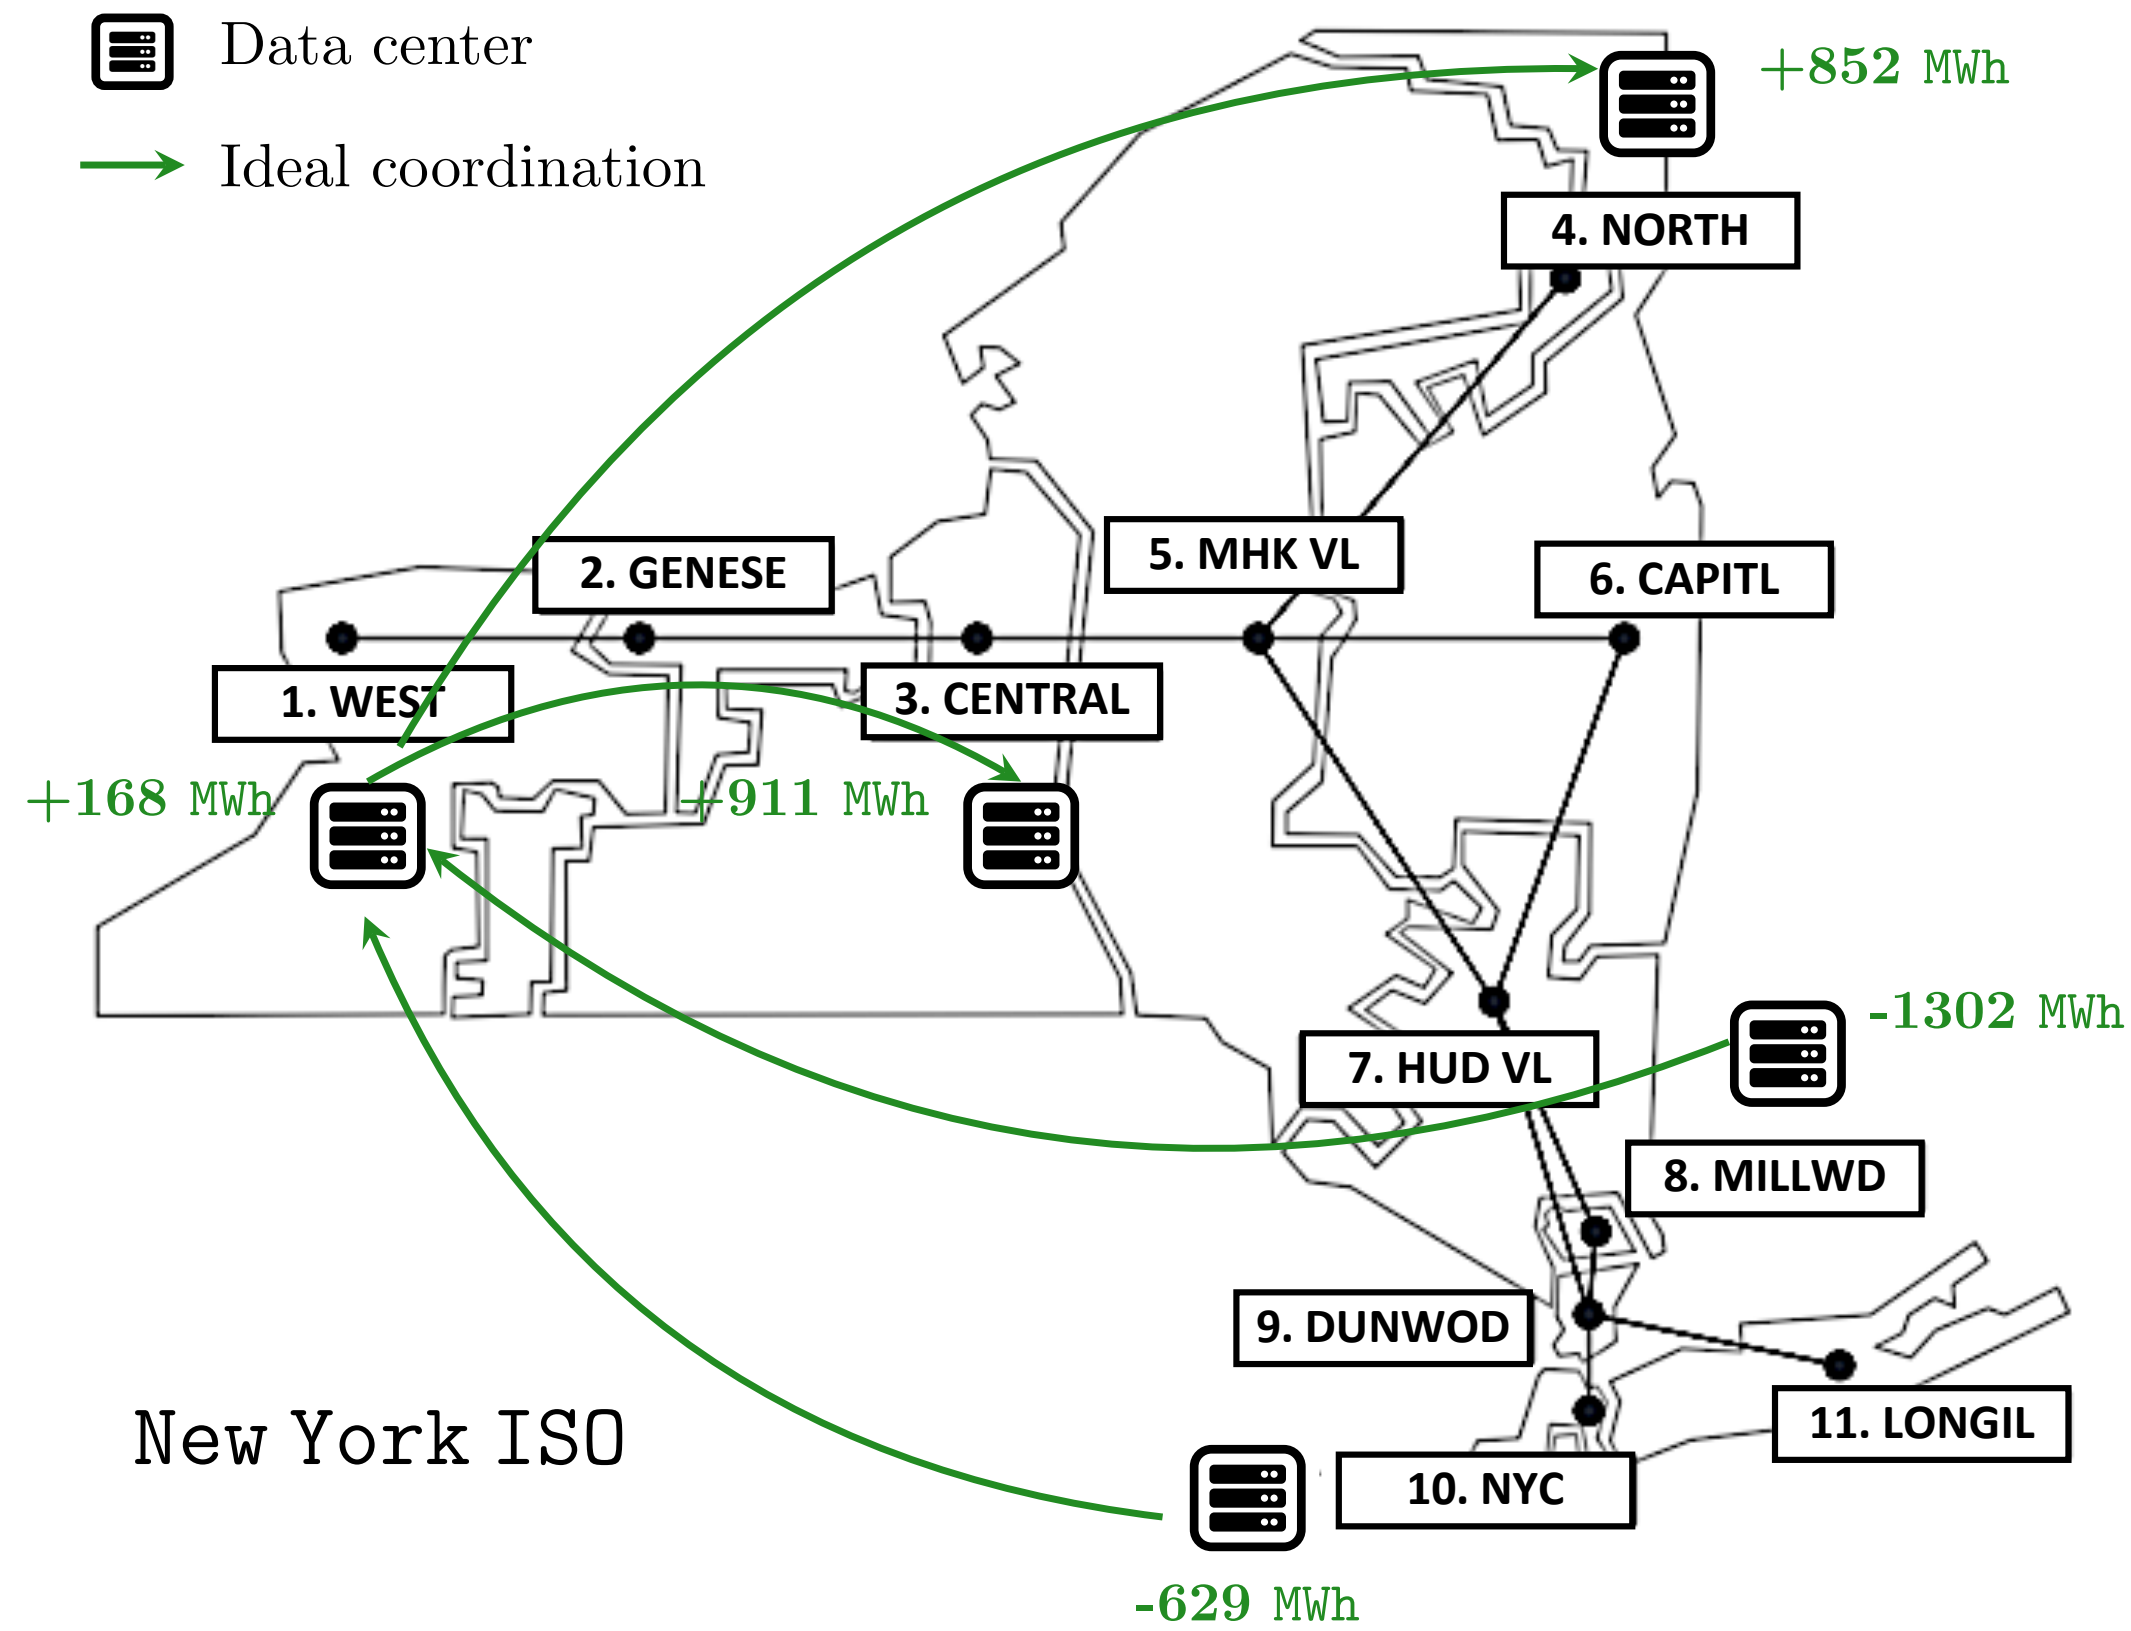 Data center
+852 MWh
Ideal coordination
4. NORTH
5. MHK VL
2. GENESE
6. CAPITL
1. WEST
3. CENTRAL
+168 MWh
+911 MWh
-1302 MWh
7. HUD VL
8. MILLWD
9. DUNWOD
11. LONGIL
New York ISO
10. NYC
-629 MWh